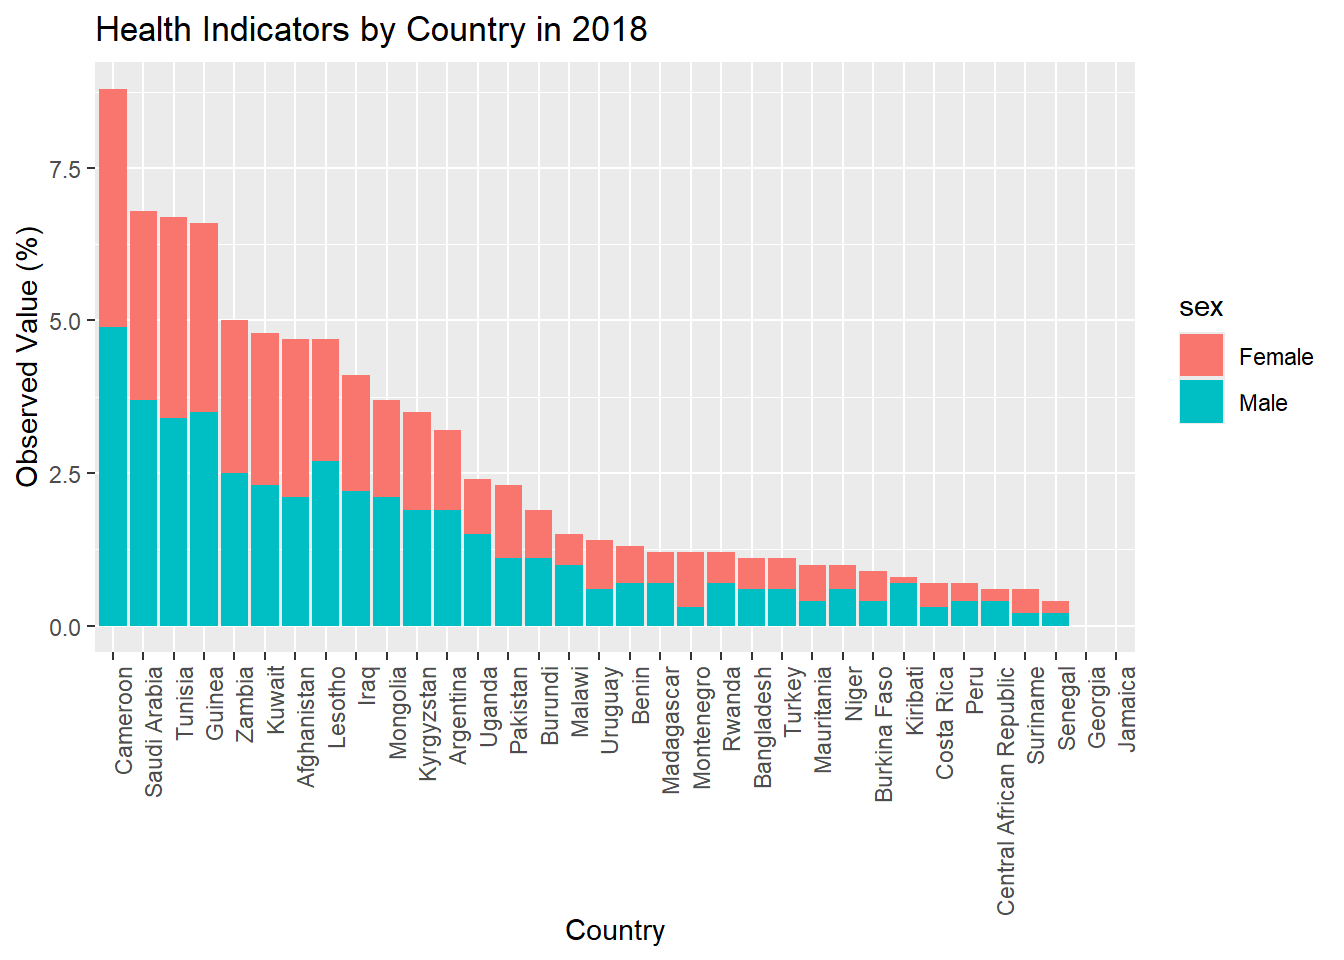 Health Indicators by Country in 2018
Observed Value (%)
7.5
5.0
2.5
0.0
Cameroon
Saudi Arabia
Tunisia
Guinea
Zambia
Kuwait
Afghanistan
Lesotho
Iraq
Mongolia
Kyrgyzstan
Argentina
Uganda
Pakistan
Burundi
Malawi
Uruguay
Benin
Madagascar
Montenegro
Rwanda
Bangladesh
Turkey
Mauritania
Niger
Burkina Faso
Kiribati
Costa Rica
Peru
Central African Republic
Suriname
Senegal
Georgia
Jamaica
Country
sex
Female
Male